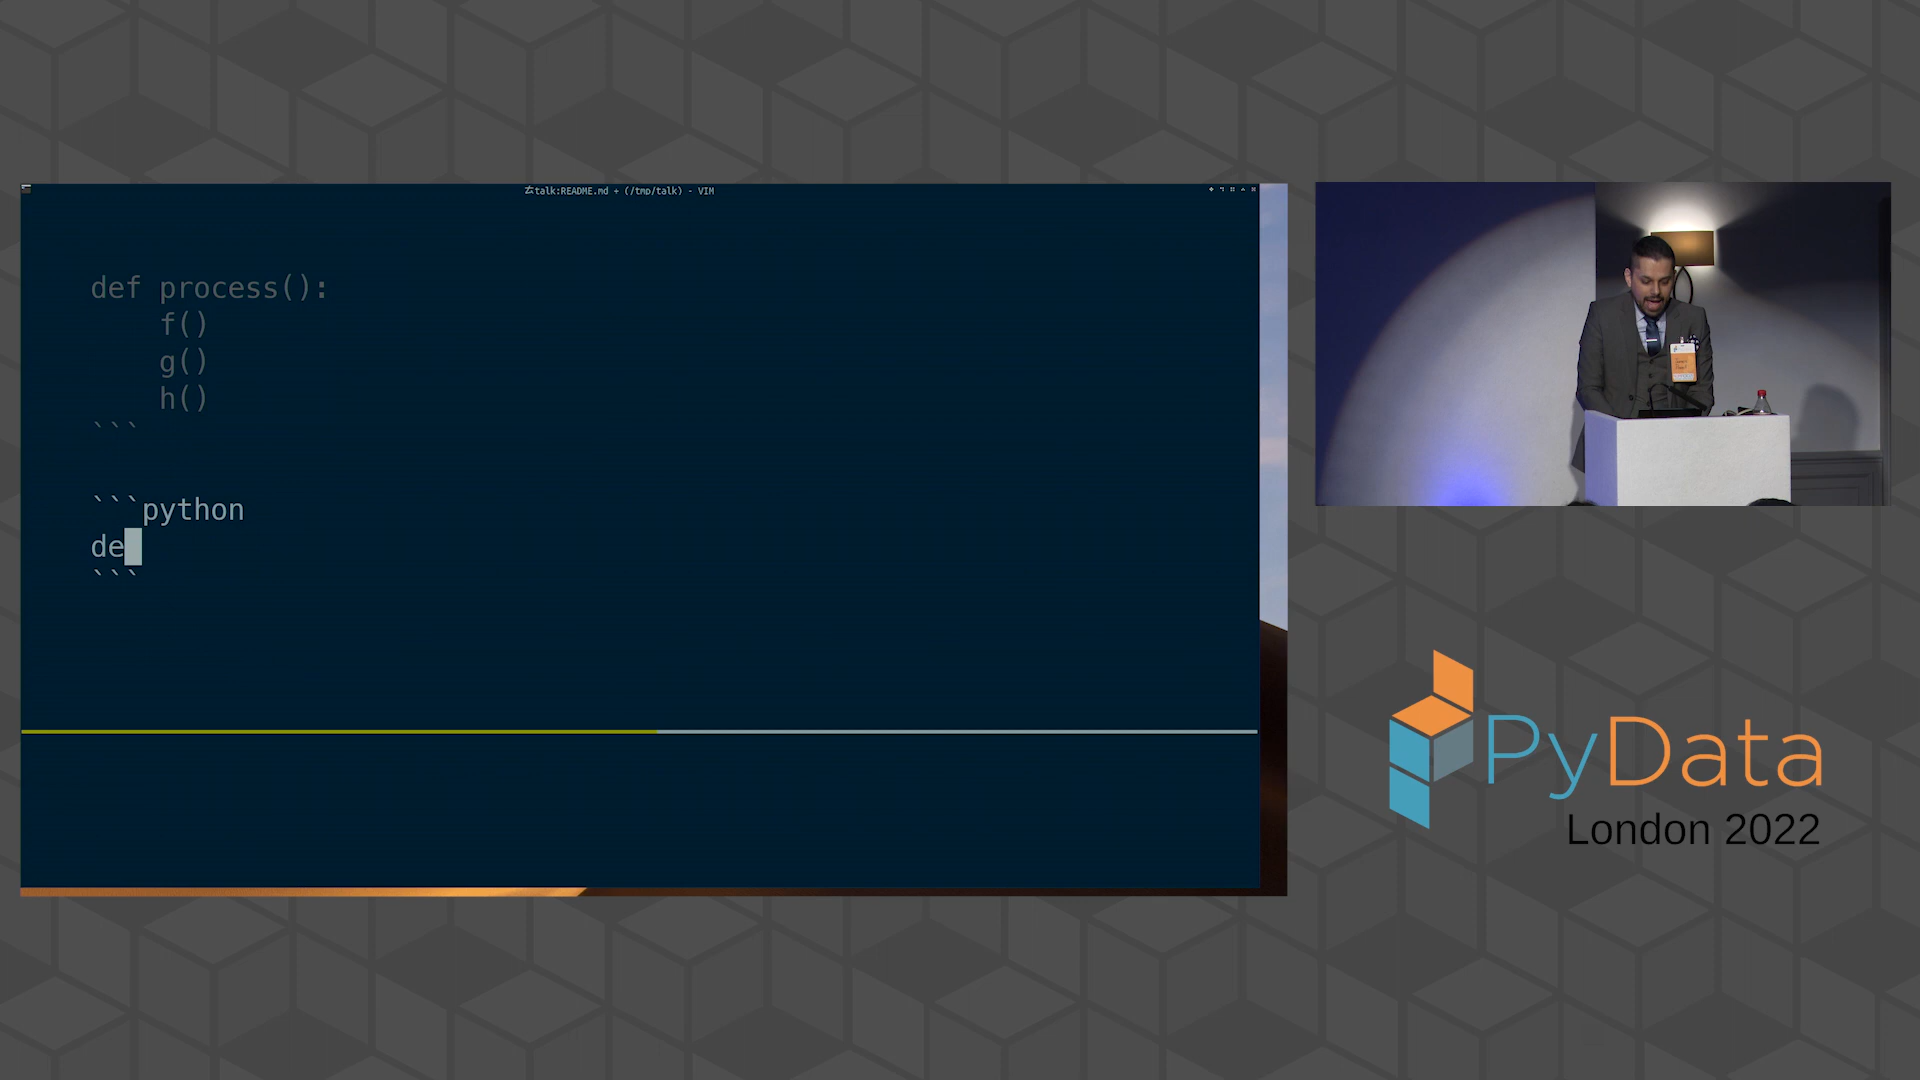 talk:README.md + (/tmp/talk) - VIM
def process():
    f()
    g()
    h()
```
```python
de
```
PyData
London 2022